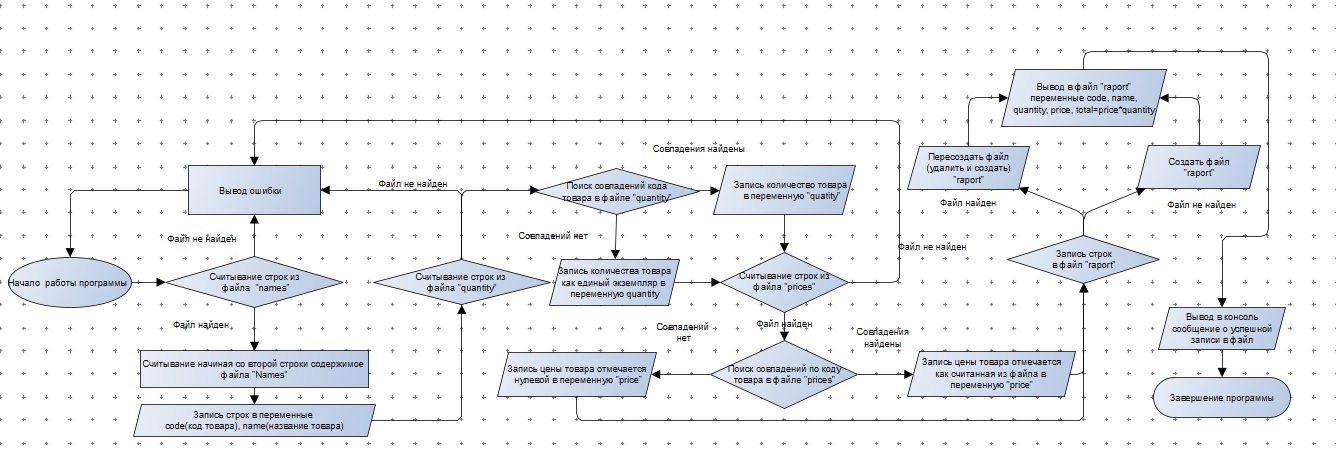 Начало работы программы
Вывод ошибки
Файл не найден
Считывание строк из
файла "names"
Файл найден
Считывание начиная со второй строки содержимое
файла "Names"
Запись строк в переменные
code(код товара), name(название товара)
Файл не найден
Считывание строк из
файла "quantity"
Поиск совпадений кода
товара в файле "quantity"
Совпадения найдены
Запись количество товара
в переменную "quatity"
Совпадений нет
Запись количества товара
как единый экземпляр в
переменную quantity
Считывание строк из
файла "prices"
Файл не найден
Файл найден
Поиск совпадений по коду
товара в файле "prices"
Совпадений
нет
Запись цены товара отмечается
нулевой в переменную "price"
Совпадения
найдены
Запись цены товара отмечается
как считанная из файла в
переменную "price"
Запись строк
в файл "raport"
Файл найден
Файл не найден
Пересоздать файл
(удалить и создать)
"raport"
Создать файл
"raport"
Вывод в файл "raport"
переменные code, name,
quantity, price, total=price*quantity
Вывод в консоль
сообщение о успешной
записи в файл
Завершение программы